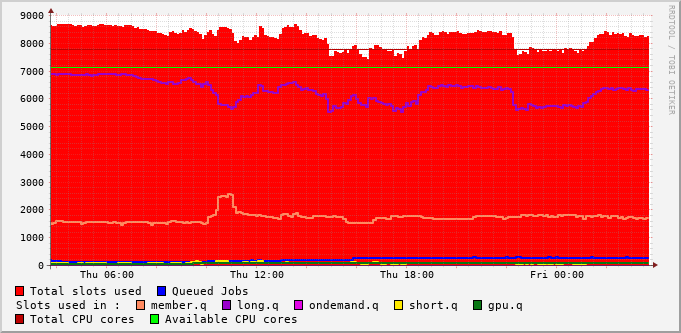 RRDTOOL / TOBI OETIKER
9000
8000
7000
6000
5000
4000
3000
2000
1000
0
Thu 06:00 Thu 12:00 Thu 18:00 Fri 00:00
Total slots used Queued Jobs
Slots used in : member.q long.q ondemand.q short.q gpu.q
Total CPU cores Available CPU cores